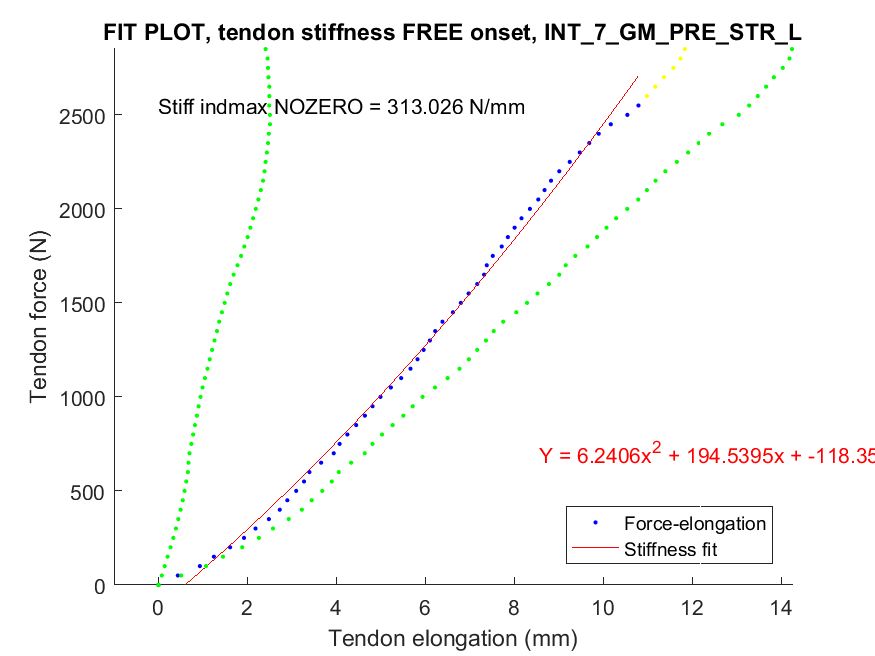 FIT PLOT, tendon stiffness FREE onset, INT_7_GM_PRE_STR_L
Stiff indmax NOZERO = 313.026 N/mm
2500
2000
1500
1000
500
0
Tendon force (N)
Y = 6.2406x² + 194.5395x + -118.35
Force-elongation
Stiffness fit
0 2 4 6 8 10 12 14
Tendon elongation (mm)